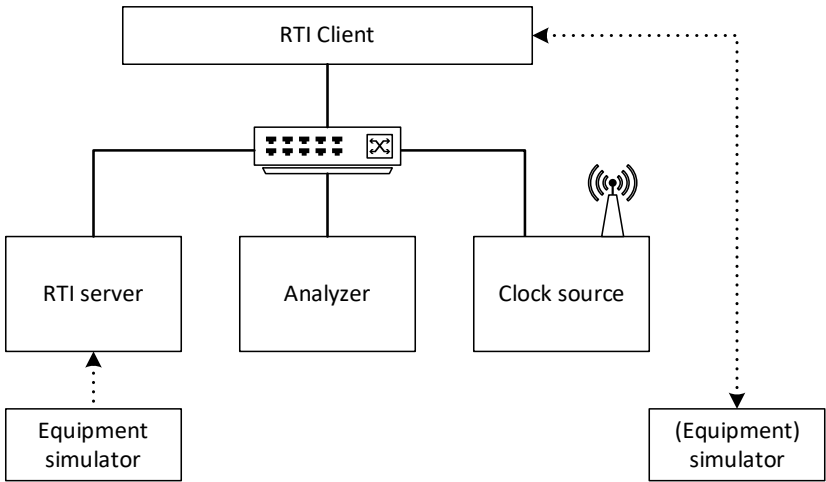 RTI Client
RTI server
Analyzer
Clock source
Equipment
simulator
(Equipment)
simulator